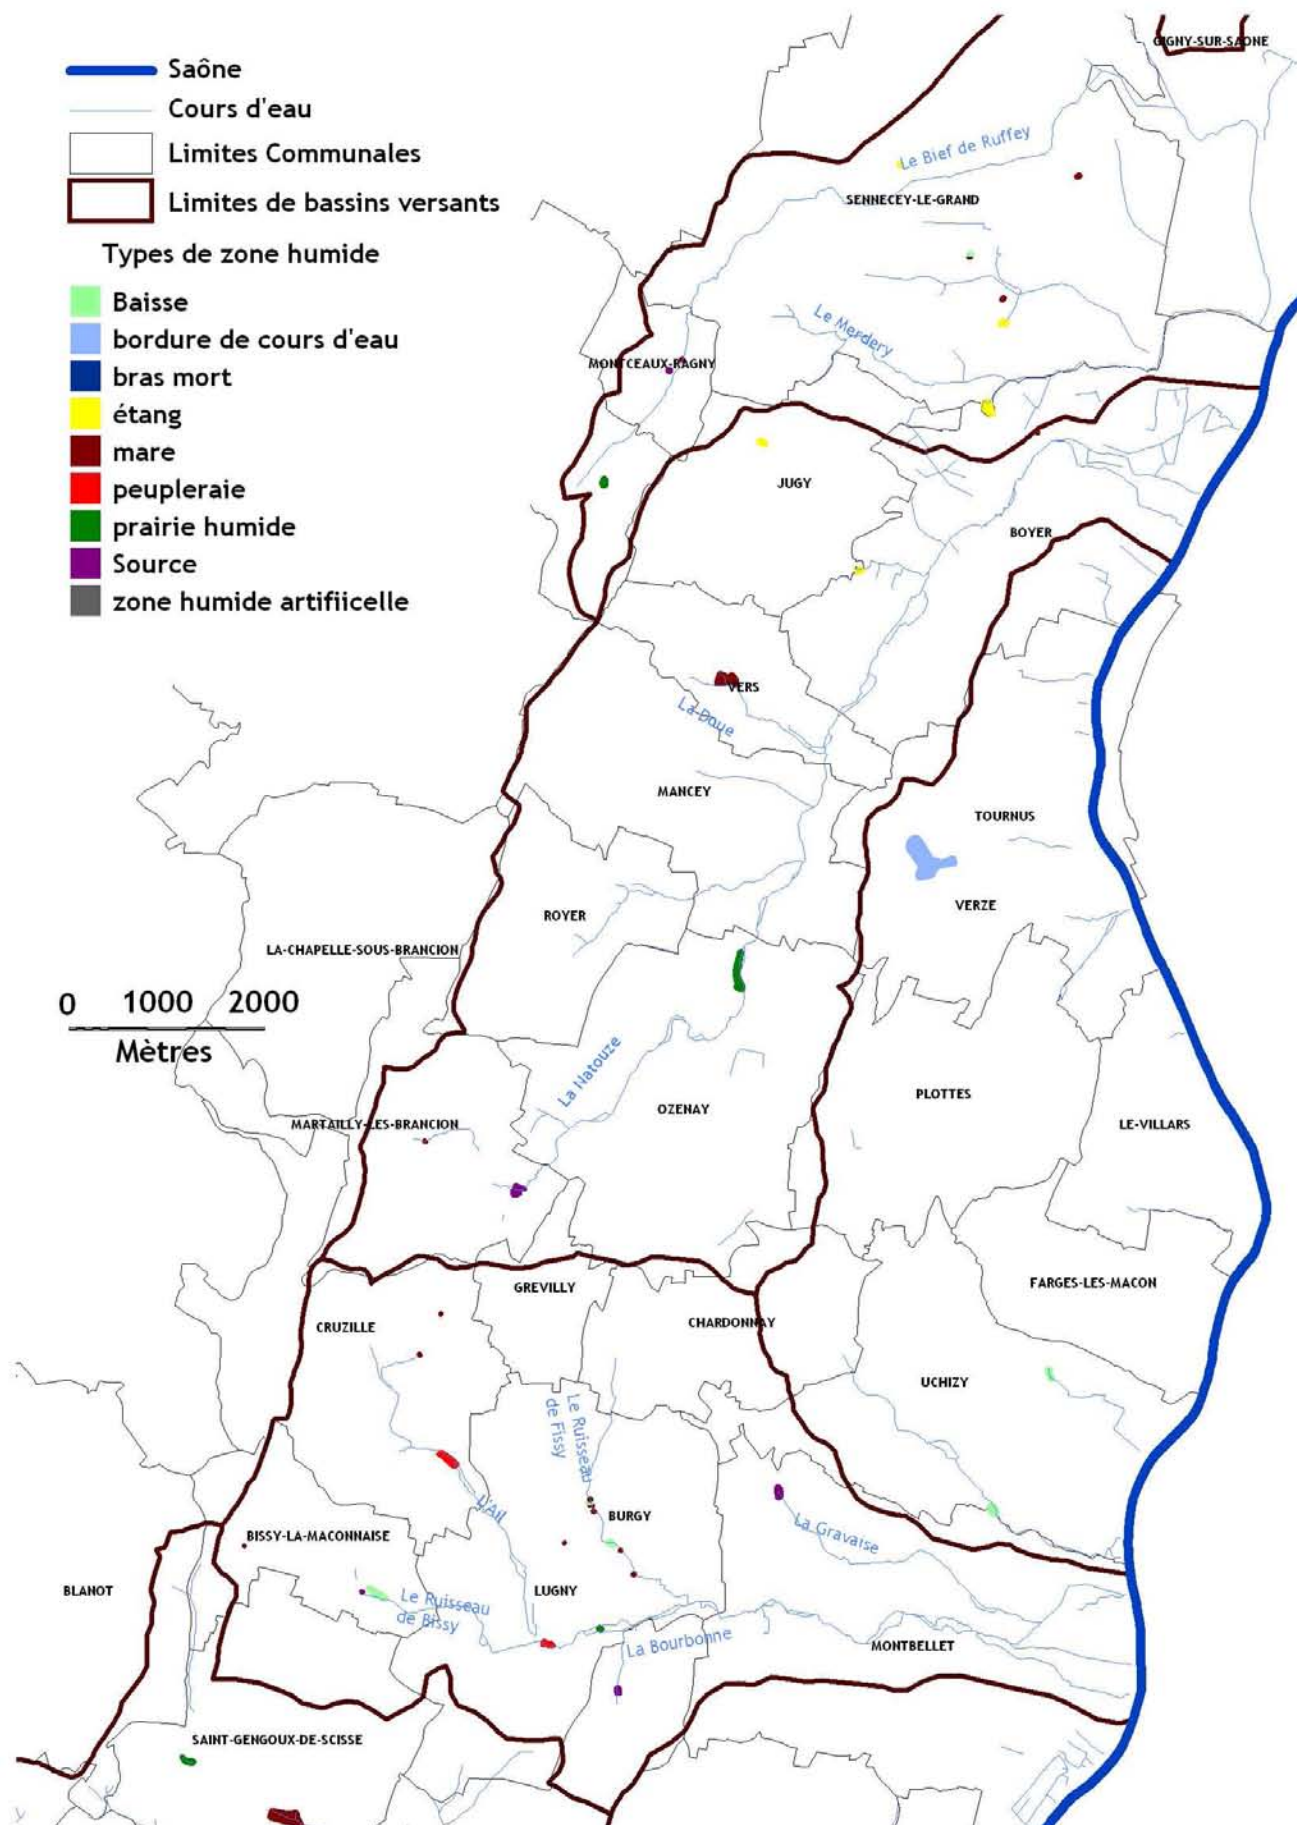 Saône
Cours d'eau
Limites Communales
Limites de bassins versants
Types de zone humide
Baisse
bordure de cours d'eau
bras mort
étang
mare
peupleraie
prairie humide
Source
zone humide artifiicelle
GIGNY-SUR-SAONE
Le Bief de Ruffey
SENNECEY-LE-GRAND
Le Merdery
MONTCEAUX-RAGNY
JUGY
BOYER
VERS
La Doue
MANCEY
TOURNUS
VERZE
ROYER
LA-CHAPELLE-SOUS-BRANCION
0 1000 2000
Mètres
La Natouze
OZENAY
PLOTTES
MARTAILLY-LES-BRANCION
LE-VILLARS
GREVILLY
FARGES-LES-MACON
CRUZILLE
CHARDONNAY
UCHIZY
Le Ruisseau
de Fissy
L'Ail
BURGY
La Gravaise
BISSY-LA-MACONNAISE
BLANOT
LUGNY
Le Ruisseau
de Bissy
La Bourbonne
MONTBELLET
SAINT-GENGOUX-DE-SCISSE